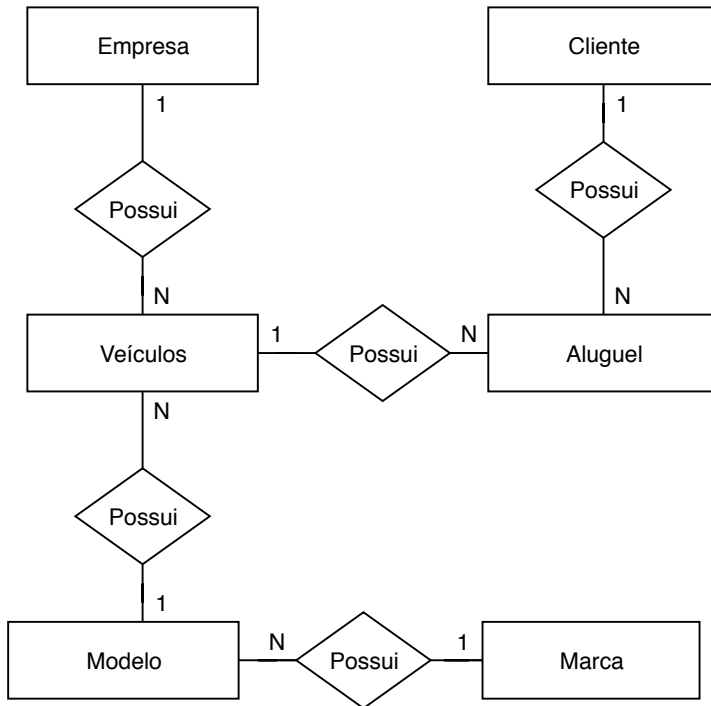 Empresa
Cliente
1
1
Possui
Possui
N
N
Veículos
1
Possui
N
Aluguel
N
Possui
1
Modelo
N
Possui
1
Marca